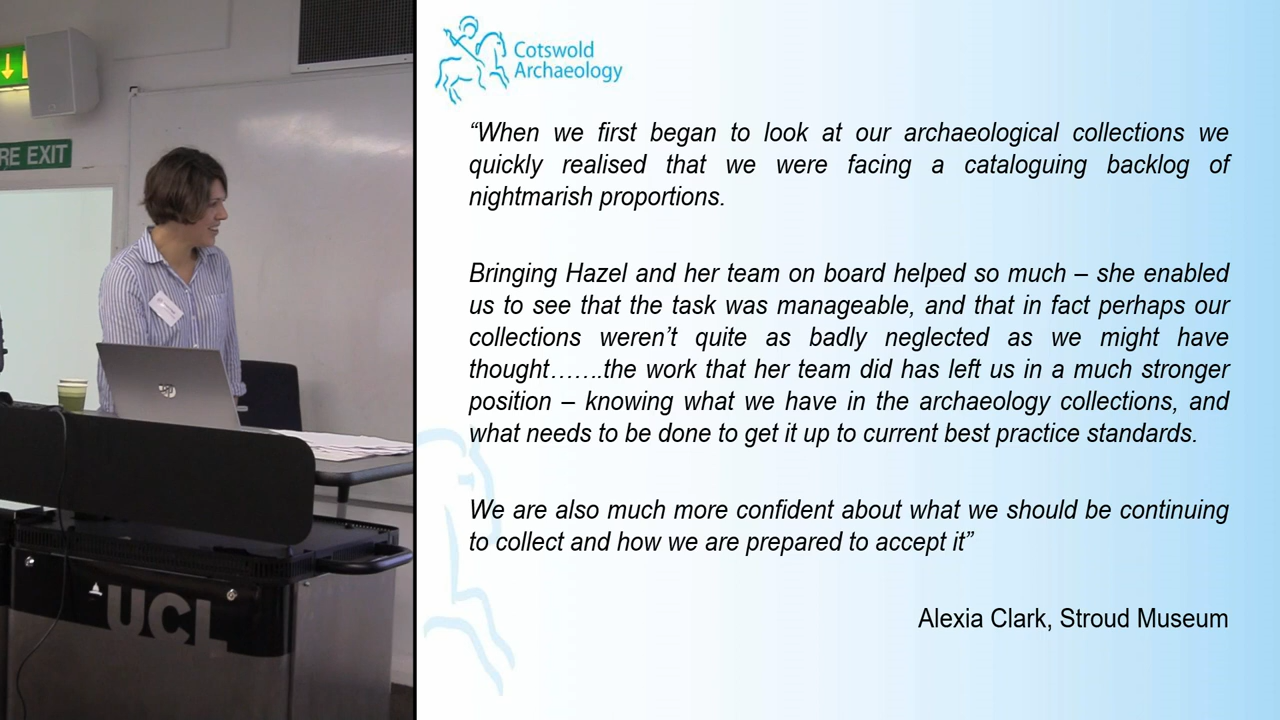 RE EXIT
UCL
Cotswold
Archaeology
“When we first began to look at our archaeological collections we
quickly realised that we were facing a cataloguing backlog of
nightmarish proportions.
Bringing Hazel and her team on board helped so much – she enabled
us to see that the task was manageable, and that in fact perhaps our
collections weren’t quite as badly neglected as we might have
thought…….the work that her team did has left us in a much stronger
position – knowing what we have in the archaeology collections, and
what needs to be done to get it up to current best practice standards.
We are also much more confident about what we should be continuing
to collect and how we are prepared to accept it”
Alexia Clark, Stroud Museum